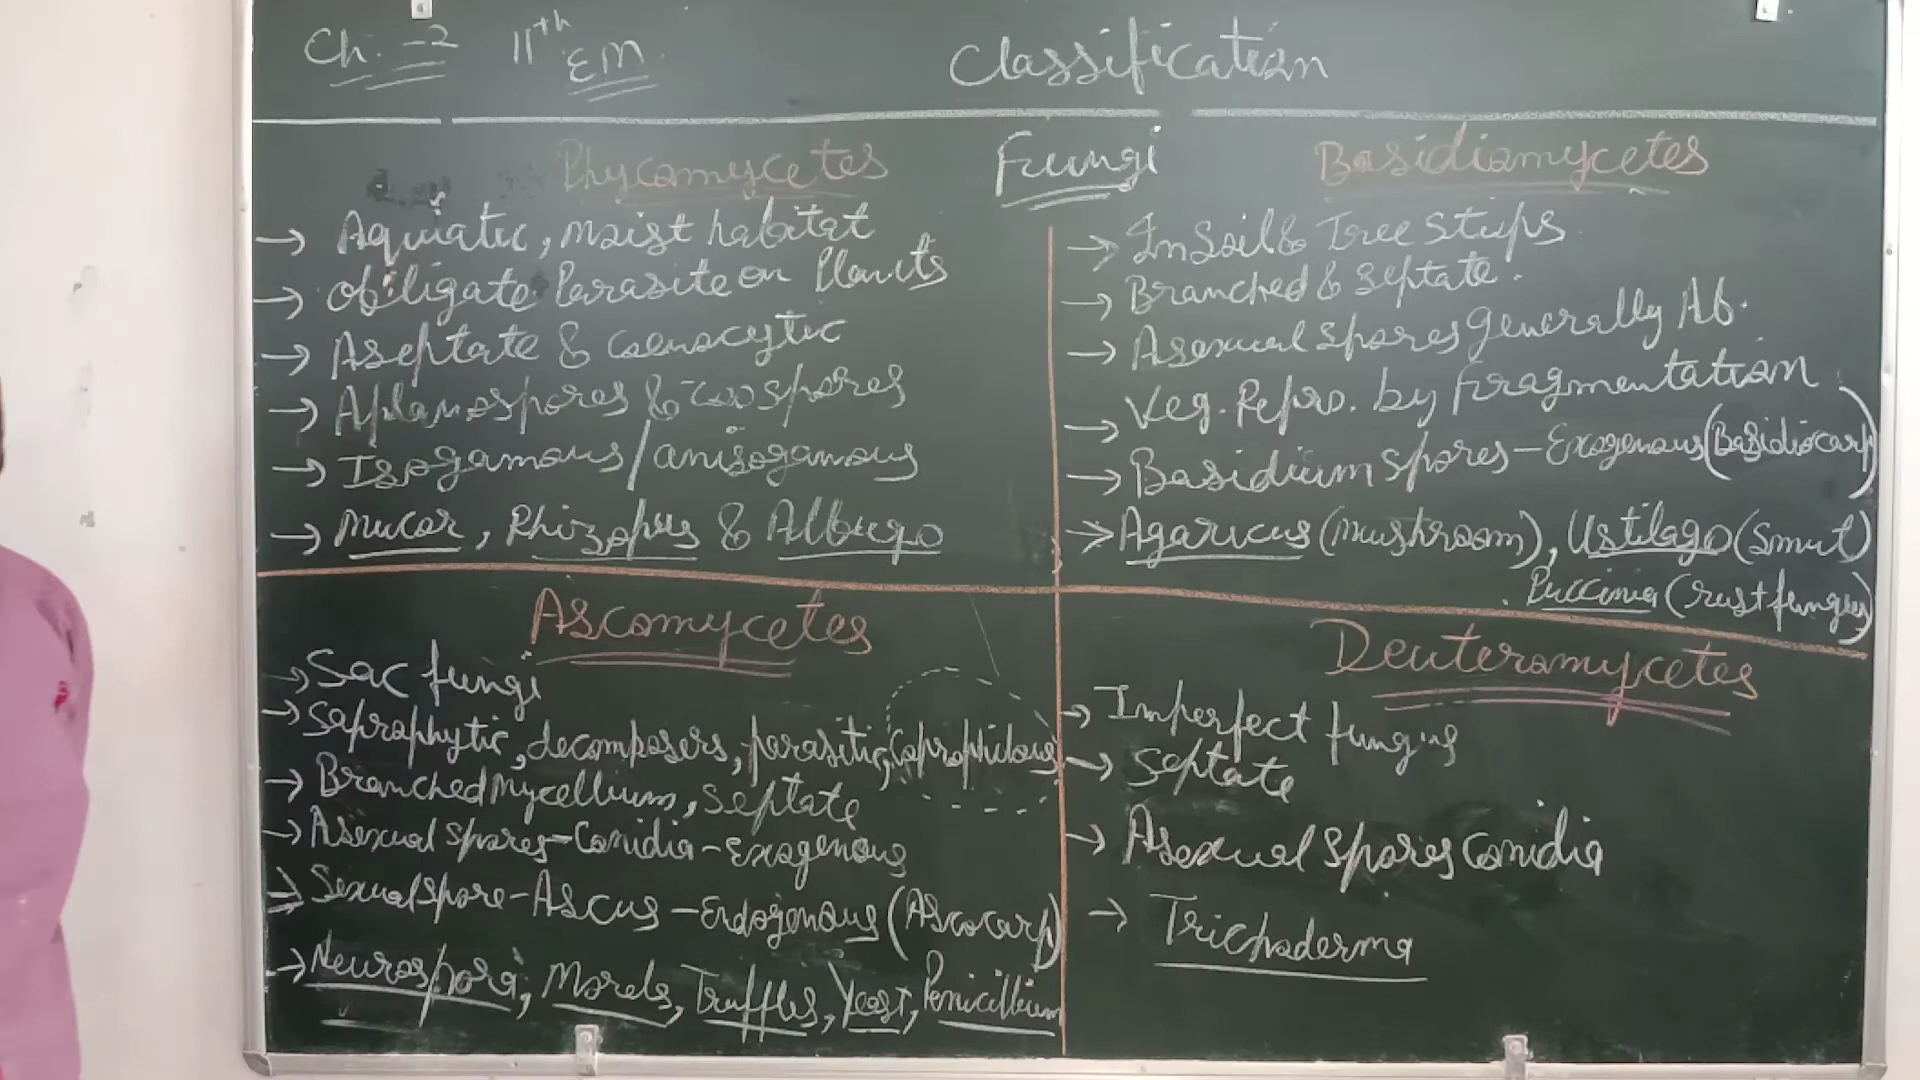 Ch. -2 11th EM
Classification
Fungi
Phycomycetes
→ Aquatic, moist habitat
→ obligate Parasite on Plants
→ Aseptate & coenocytic
→ Aplanospores & zoospores
→ Isogamous/anisogamous
→ Mucor, Rhizopus & Albugo
Basidiomycetes
→ In Soil & Tree Stups
→ Branched & Septate.
→ Asexual spores generally Ab.
→ Veg. Repro. by fragmentation
→ Basidium spores - Exogenous (Basidiocarp)
→ Agaricus (mushroom), Ustilago (Smut)
Puccinia (rust fungus)
Ascomycetes
→ Sac fungi
→ Saprophytic, decomposers, parasitic, Coprophilous
→ Branched Mycellium, Septate
→ Asexual spores - Conidia - Exogenous
→ Sexual spore - Ascus - Endogenous (Ascocarp)
→ Neurospora, Morels, Truffles, Yeast, Penicillium
Deuteromycetes
→ Imperfect fungus
→ Septate
→ Asexual Spores Conidia
→ Trichoderma